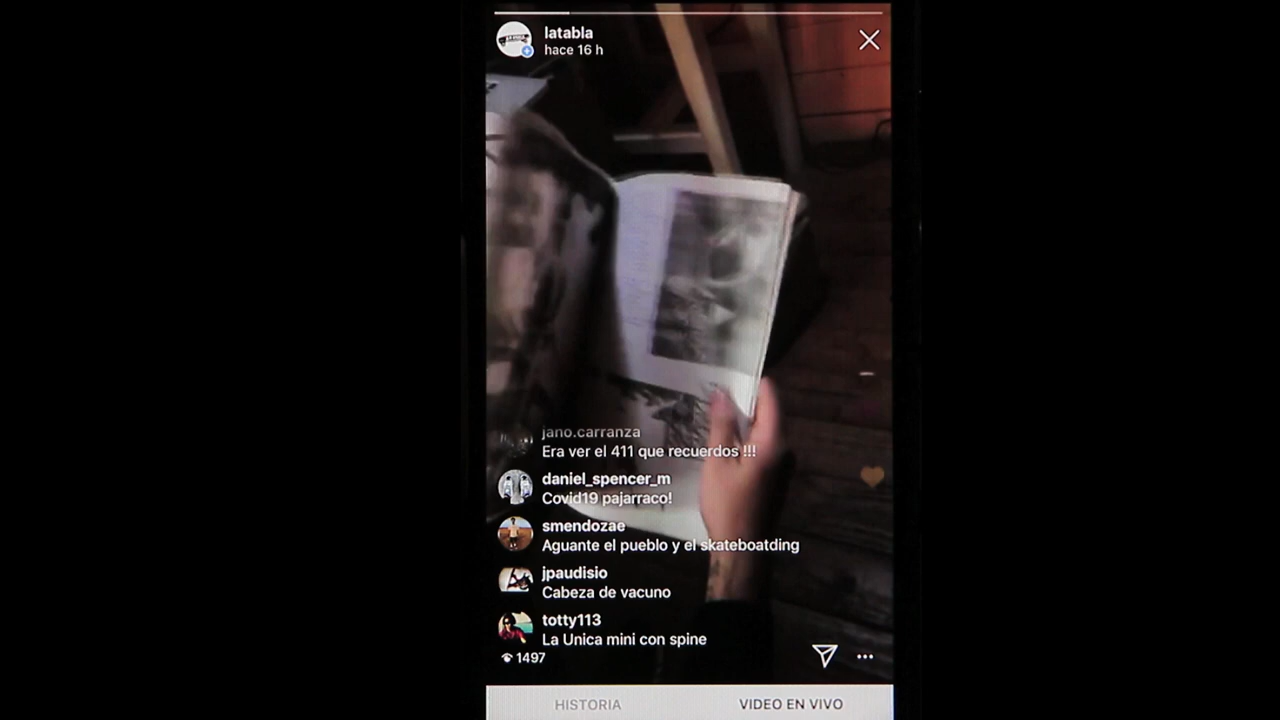 latabla
hace 16 h
jano.carranza
Era ver el 411 que recuerdos !!!
daniel_spencer_m
Covid19 pajarraco!
smendozae
Aguante el pueblo y el skateboatding
jpaudisio
Cabeza de vacuno
totty113
La Unica mini con spine
1497
HISTORIA
VIDEO EN VIVO